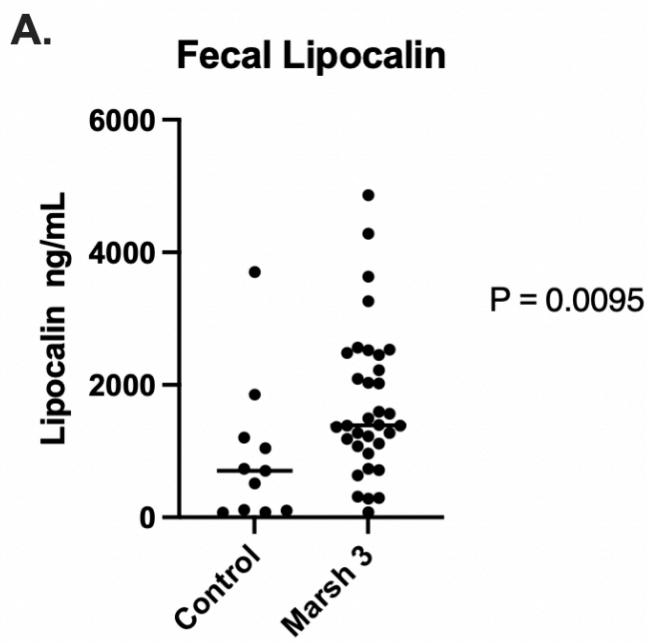 A.
Fecal Lipocalin
6000
4000
2000
0
Lipocalin ng/mL
Control
Marsh 3
P = 0.0095